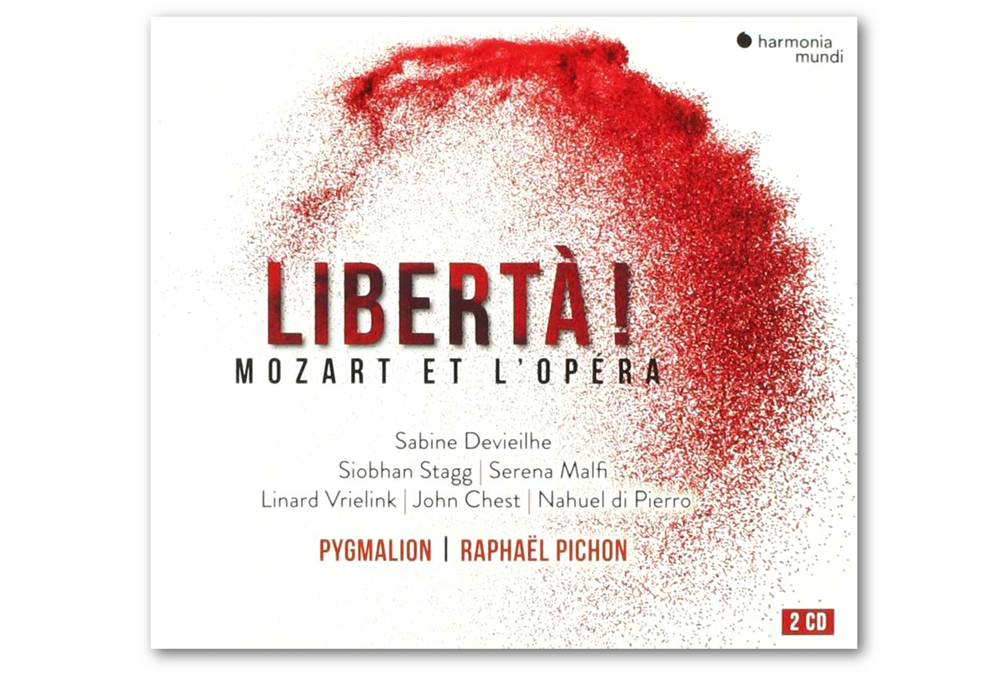 harmonia
mundi
LIBERTÀ !
MOZART ET L'OPÉRA
Sabine Devieilhe
Siobhan Stagg | Serena Malfi
Linard Vrielink | John Chest | Nahuel di Pierro
PYGMALION | RAPHAËL PICHON
2 CD